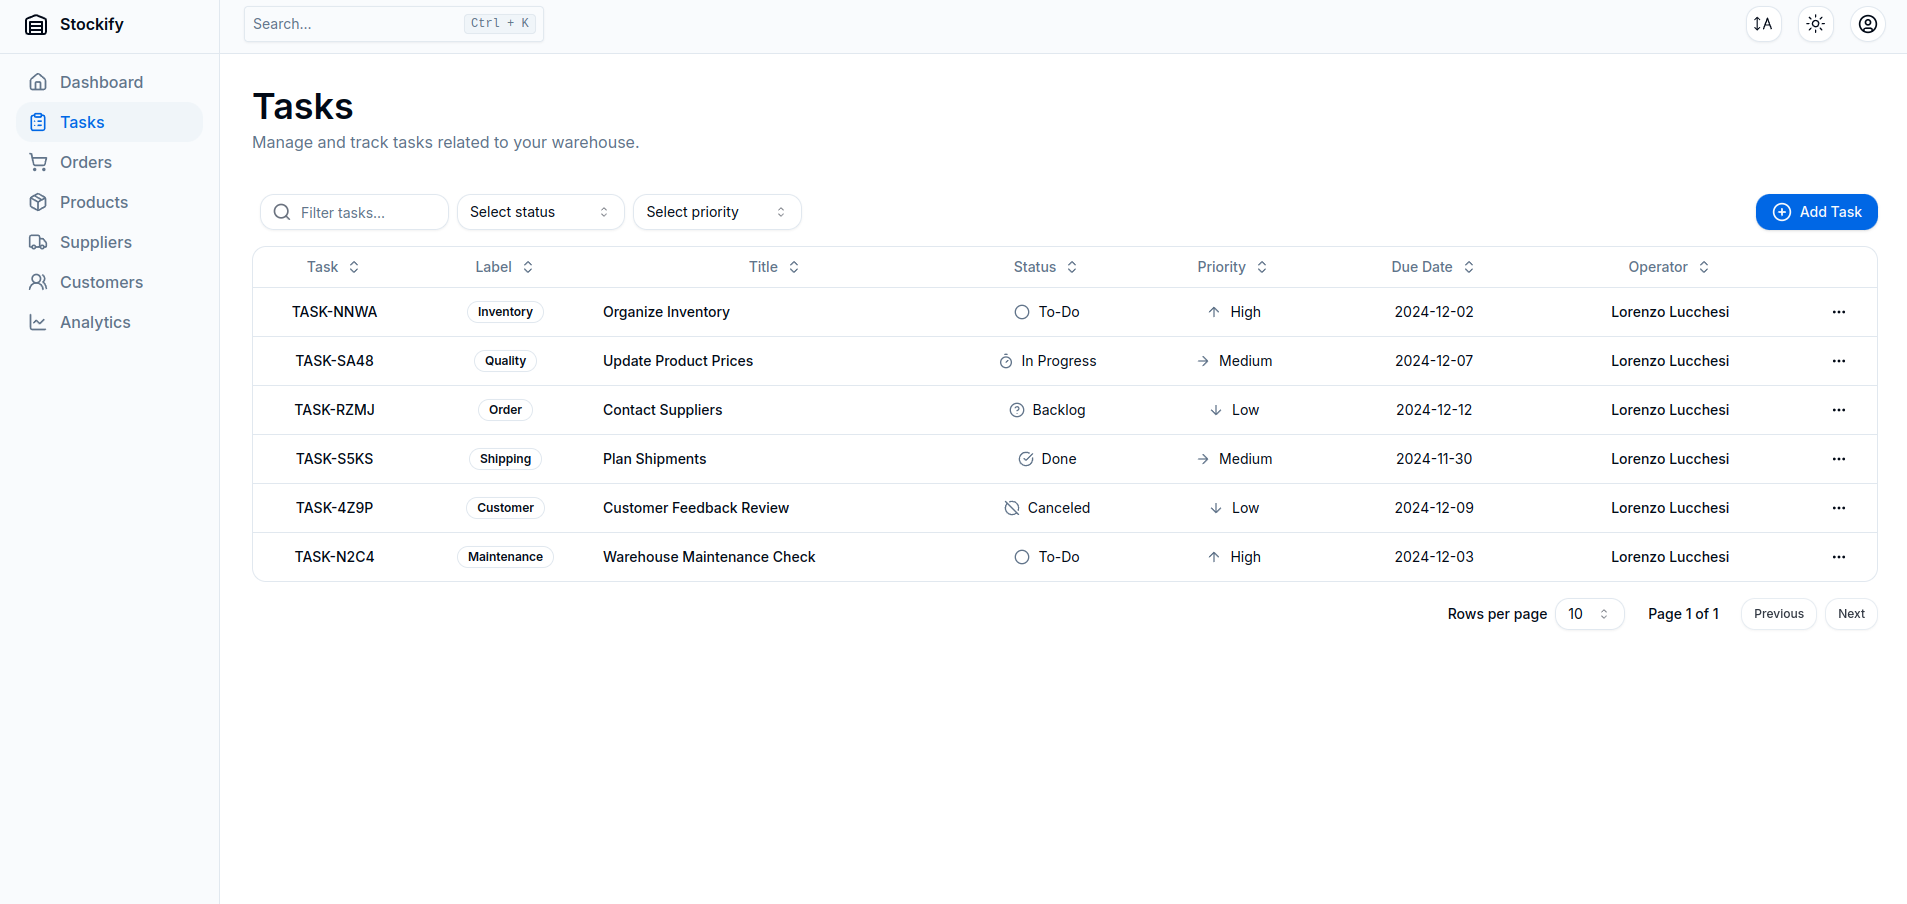 Stockify
Search...
Ctrl + K
Dashboard
Tasks
Orders
Products
Suppliers
Customers
Analytics
Tasks
Manage and track tasks related to your warehouse.
Filter tasks...
Select status
Select priority
Add Task
Task Label Title Status Priority Due Date Operator
TASK-NNWA Inventory Organize Inventory To-Do High 2024-12-02 Lorenzo Lucchesi
TASK-SA48 Quality Update Product Prices In Progress Medium 2024-12-07 Lorenzo Lucchesi
TASK-RZMJ Order Contact Suppliers Backlog Low 2024-12-12 Lorenzo Lucchesi
TASK-S5KS Shipping Plan Shipments Done Medium 2024-11-30 Lorenzo Lucchesi
TASK-4Z9P Customer Customer Feedback Review Canceled Low 2024-12-09 Lorenzo Lucchesi
TASK-N2C4 Maintenance Warehouse Maintenance Check To-Do High 2024-12-03 Lorenzo Lucchesi
Rows per page 10 Page 1 of 1 Previous Next